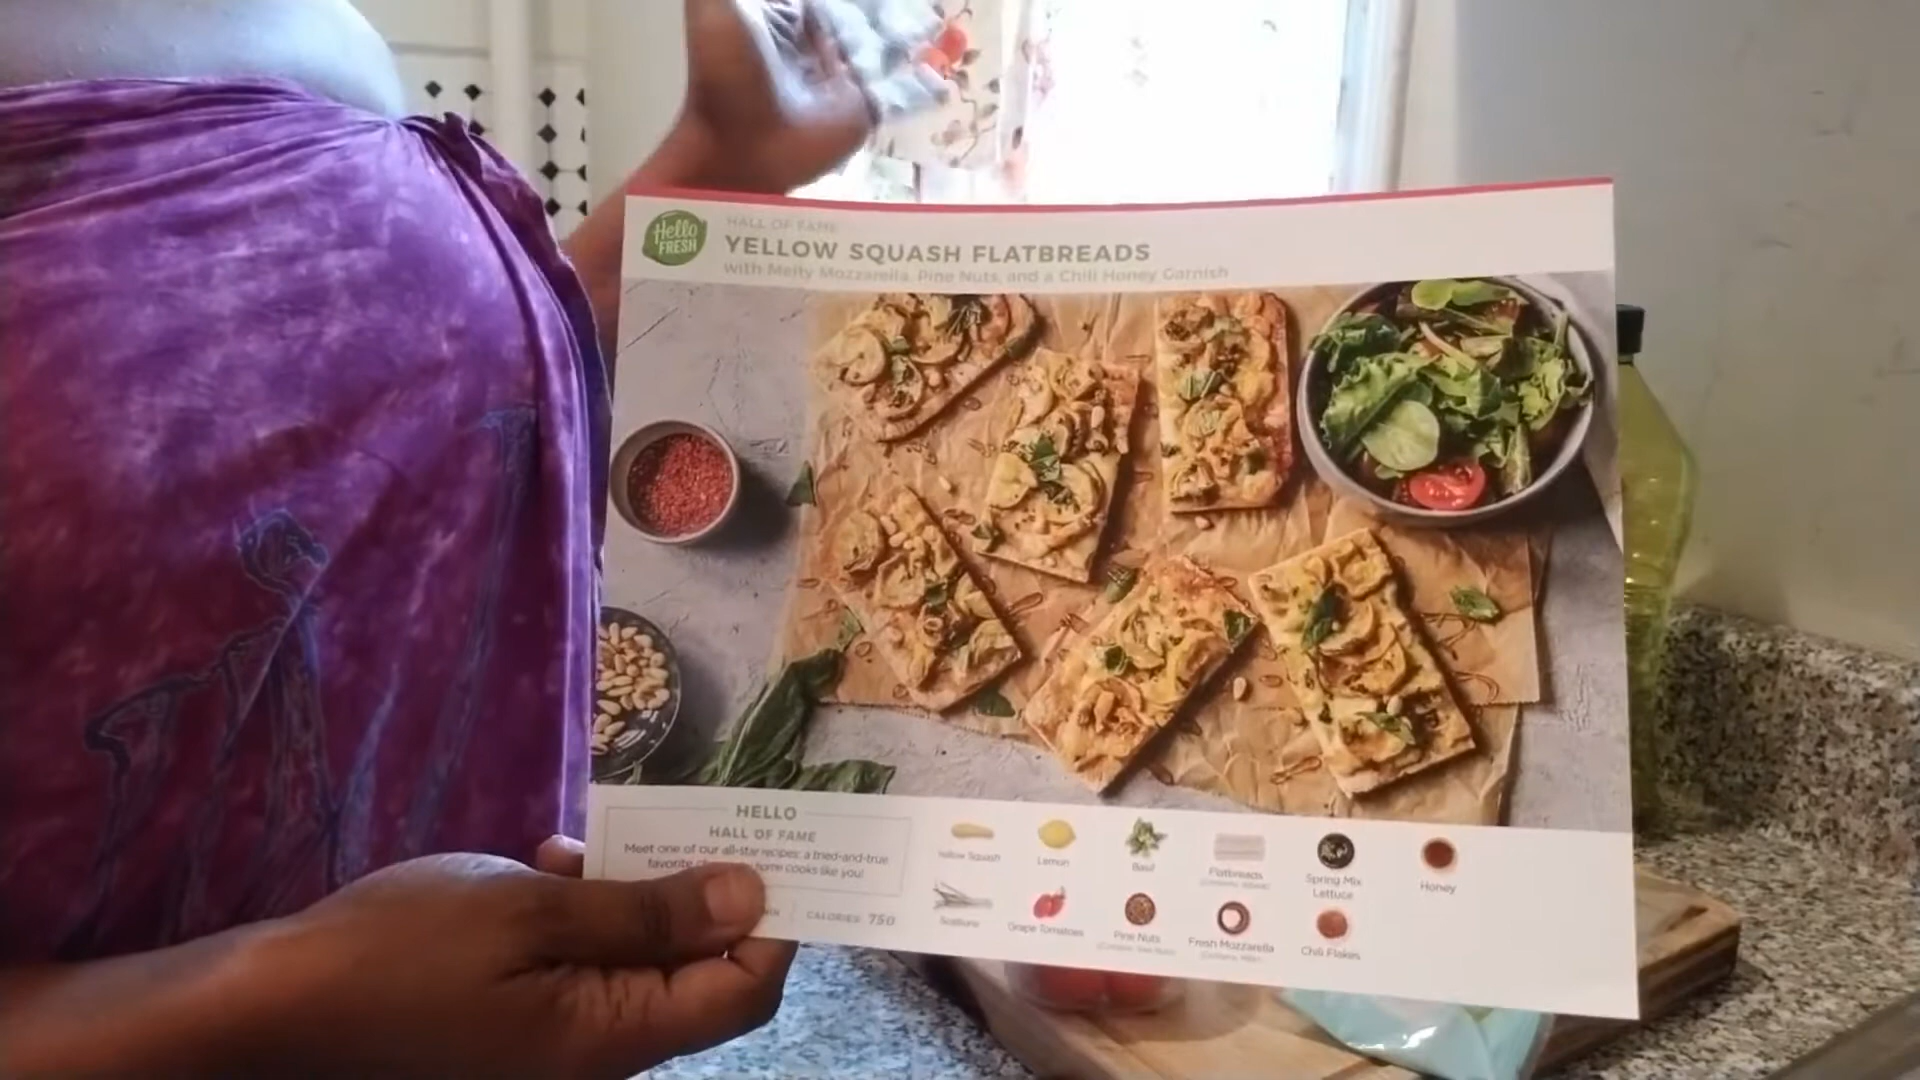 Hello
FRESH
HALL OF FAME
YELLOW SQUASH FLATBREADS
with Melty Mozzarella, Pine Nuts, and a Chili Honey Garnish
HELLO
HALL OF FAME
Meet one of our all-star recipes: a tried-and-true
favorite home cooks like you!
CALORIES: 750
Yellow Squash
Lemon
Basil
Flatbreads
Spring Mix
Lettuce
Honey
Scallions
Grape Tomatoes
Pine Nuts
Fresh Mozzarella
Chili Flakes